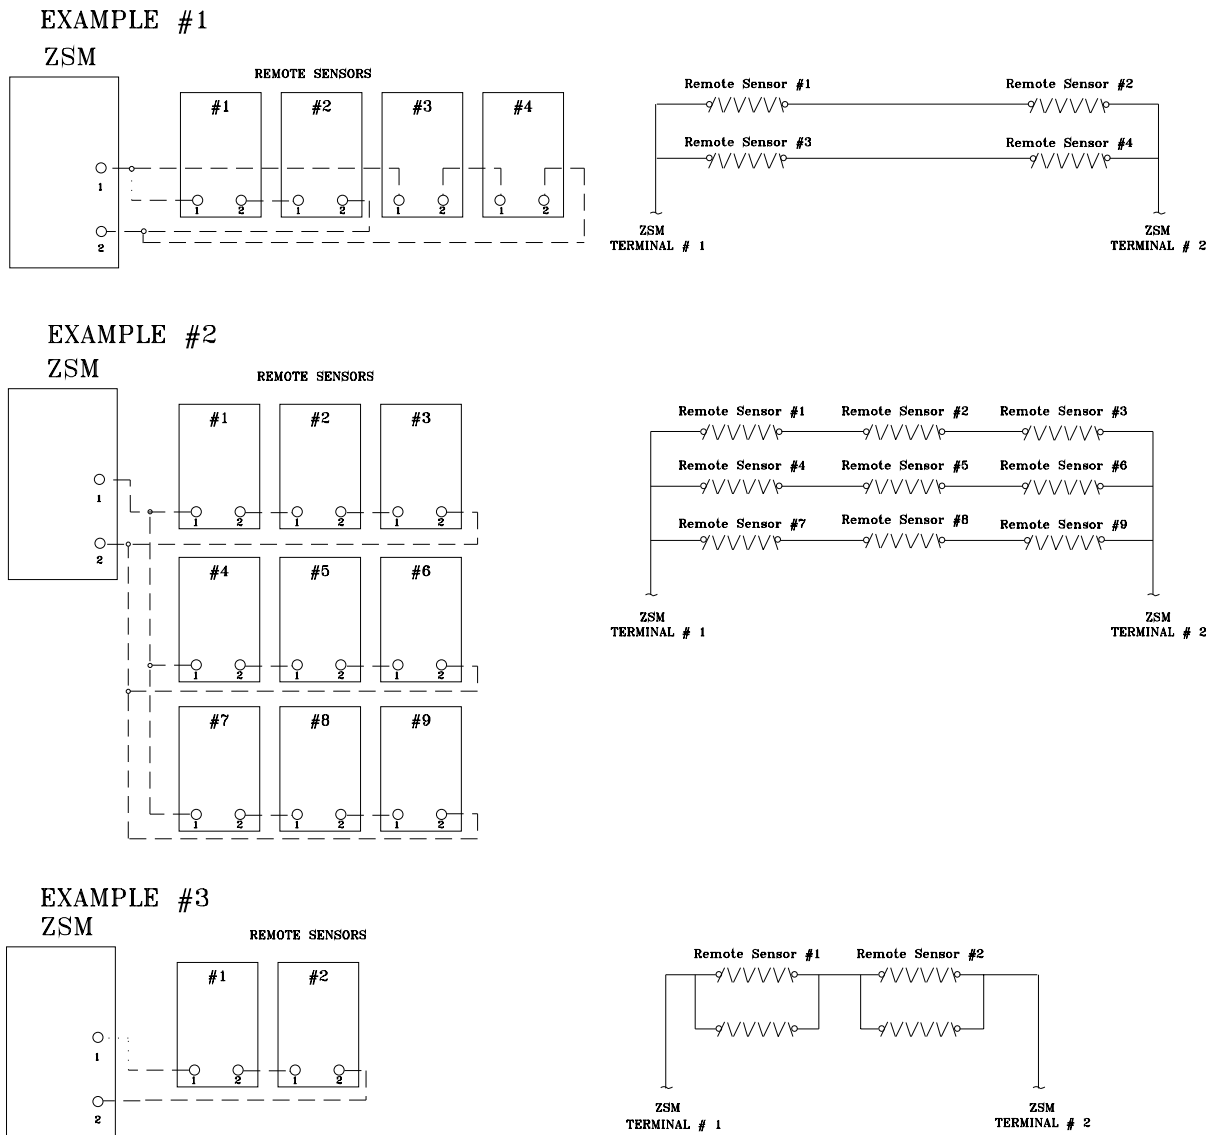 EXAMPLE #1
ZSM
REMOTE SENSORS
#1 #2 #3 #4
1
1 2 1 2 1 2 1 2
2
Remote Sensor #1 Remote Sensor #2
Remote Sensor #3 Remote Sensor #4
ZSM ZSM
TERMINAL # 1 TERMINAL # 2
EXAMPLE #2
ZSM
REMOTE SENSORS
#1 #2 #3
1
1 2 1 2 1 2
2
#4 #5 #6
1 2 1 2 1 2
#7 #8 #9
1 2 1 2 1 2
Remote Sensor #1 Remote Sensor #2 Remote Sensor #3
Remote Sensor #4 Remote Sensor #5 Remote Sensor #6
Remote Sensor #7 Remote Sensor #8 Remote Sensor #9
ZSM ZSM
TERMINAL # 1 TERMINAL # 2
EXAMPLE #3
ZSM
REMOTE SENSORS
#1 #2
1
1 2 1 2
2
Remote Sensor #1 Remote Sensor #2
ZSM ZSM
TERMINAL # 1 TERMINAL # 2